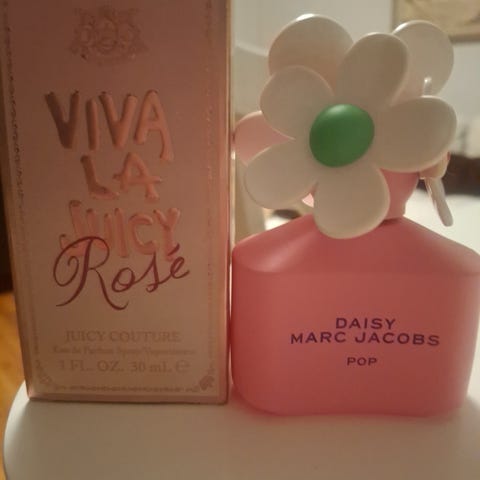 VIVA
LA
JUICY
Rosé
JUICY COUTURE
Eau de Parfum Spray/Vaporisateur
1 FL. OZ. 30 mL ℮
DAISY
MARC JACOBS
POP